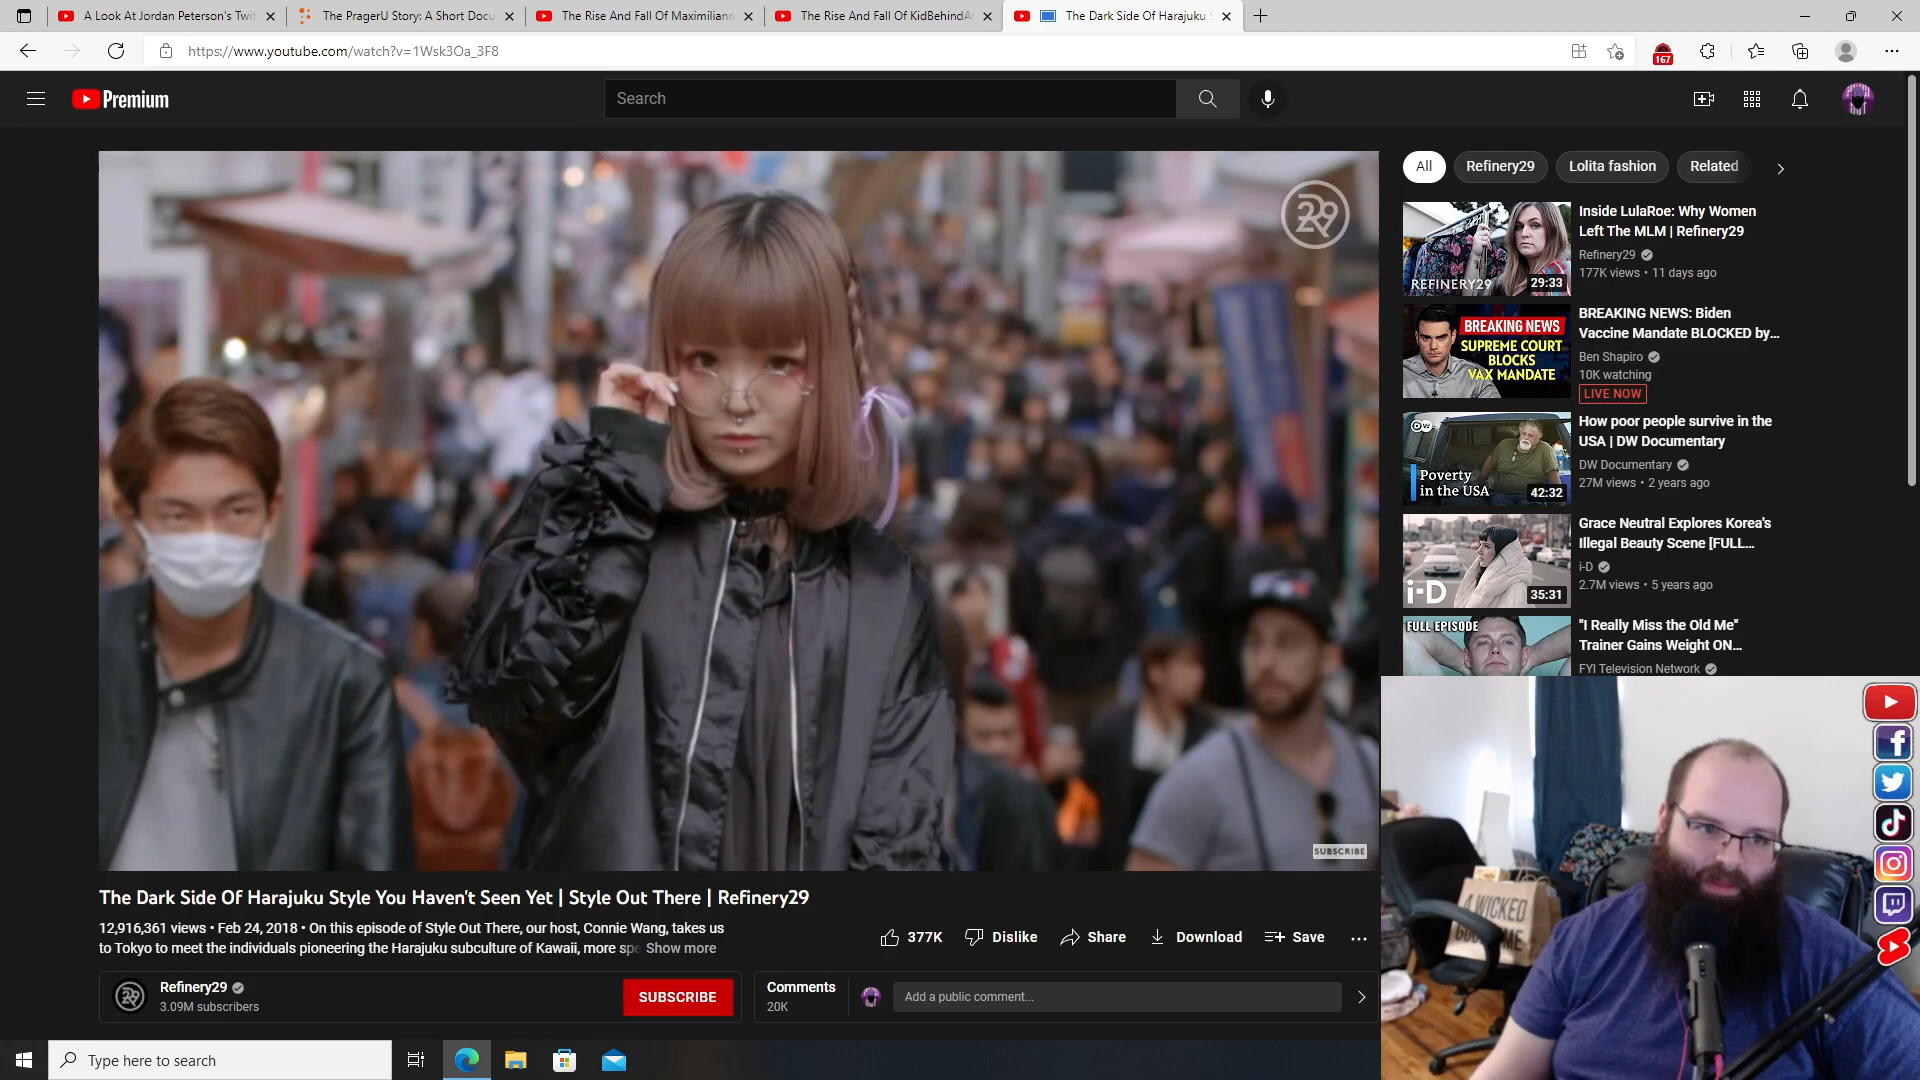 A Look At Jordan Peterson's Twit
The PragerU Story: A Short Docu
The Rise And Fall Of Maximiliann
The Rise And Fall Of KidBehindA
The Dark Side Of Harajuku S
https://www.youtube.com/watch?v=1Wsk3Oa_3F8
167
Premium
Search
R29
SUBSCRIBE
All
Refinery29
Lolita fashion
Related
REFINERY29
29:33
Inside LulaRoe: Why Women
Left The MLM | Refinery29
Refinery29
177K views • 11 days ago
BREAKING NEWS
SUPREME COURT
BLOCKS
VAX MANDATE
BREAKING NEWS: Biden
Vaccine Mandate BLOCKED by...
Ben Shapiro
10K watching
LIVE NOW
DW
Poverty
in the USA
42:32
How poor people survive in the
USA | DW Documentary
DW Documentary
27M views • 2 years ago
i-D
35:31
Grace Neutral Explores Korea's
Illegal Beauty Scene [FULL...
i-D
2.7M views • 5 years ago
FULL EPISODE
"I Really Miss the Old Me"
Trainer Gains Weight ON...
FYI Television Network
The Dark Side Of Harajuku Style You Haven't Seen Yet | Style Out There | Refinery29
12,916,361 views • Feb 24, 2018 • On this episode of Style Out There, our host, Connie Wang, takes us
to Tokyo to meet the individuals pioneering the Harajuku subculture of Kawaii, more spe Show more
377K
Dislike
Share
Download
Save
Refinery29
3.09M subscribers
SUBSCRIBE
Comments
20K
Add a public comment...
A WICKED
Type here to search